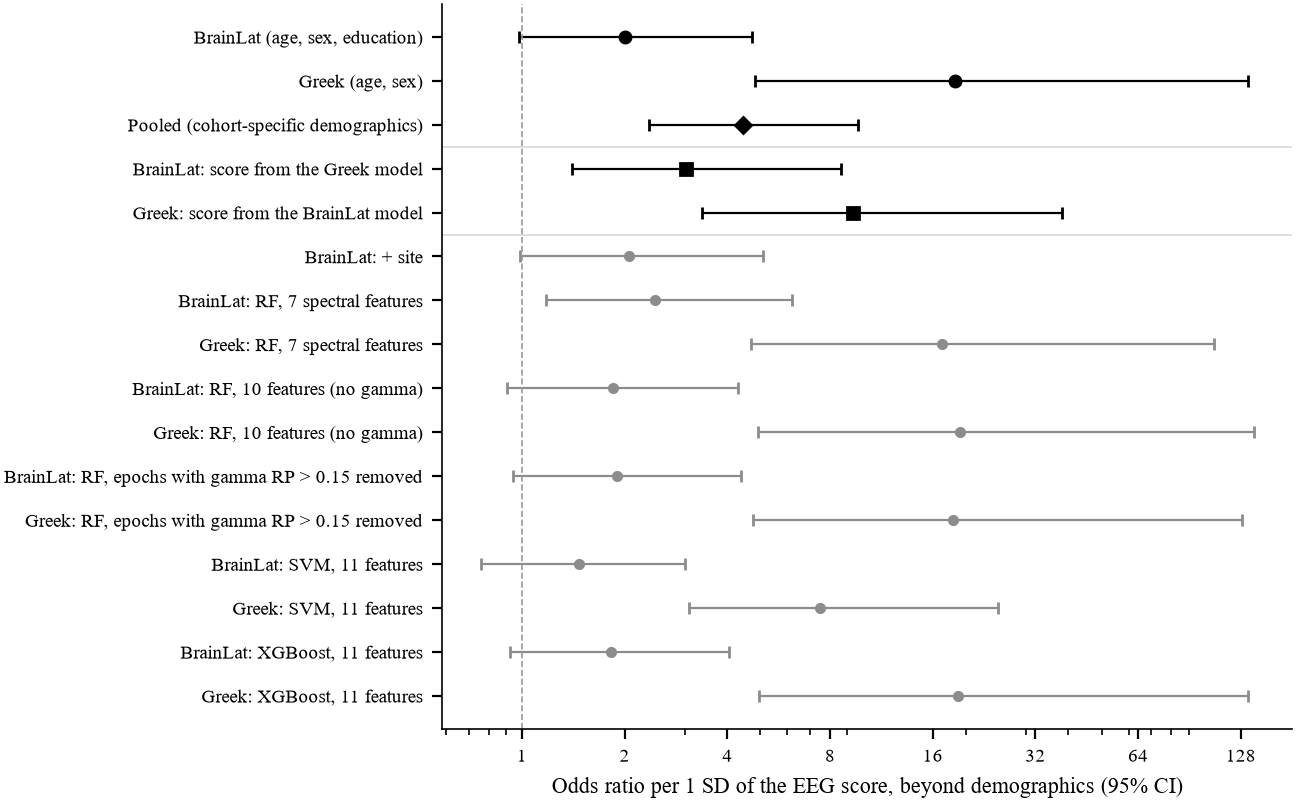 BrainLat (age, sex, education)
Greek (age, sex)
Pooled (cohort-specific demographics)
BrainLat: score from the Greek model
Greek: score from the BrainLat model
BrainLat: + site
BrainLat: RF, 7 spectral features
Greek: RF, 7 spectral features
BrainLat: RF, 10 features (no gamma)
Greek: RF, 10 features (no gamma)
BrainLat: RF, epochs with gamma RP > 0.15 removed
Greek: RF, epochs with gamma RP > 0.15 removed
BrainLat: SVM, 11 features
Greek: SVM, 11 features
BrainLat: XGBoost, 11 features
Greek: XGBoost, 11 features
1 2 4 8 16 32 64 128
Odds ratio per 1 SD of the EEG score, beyond demographics (95% CI)